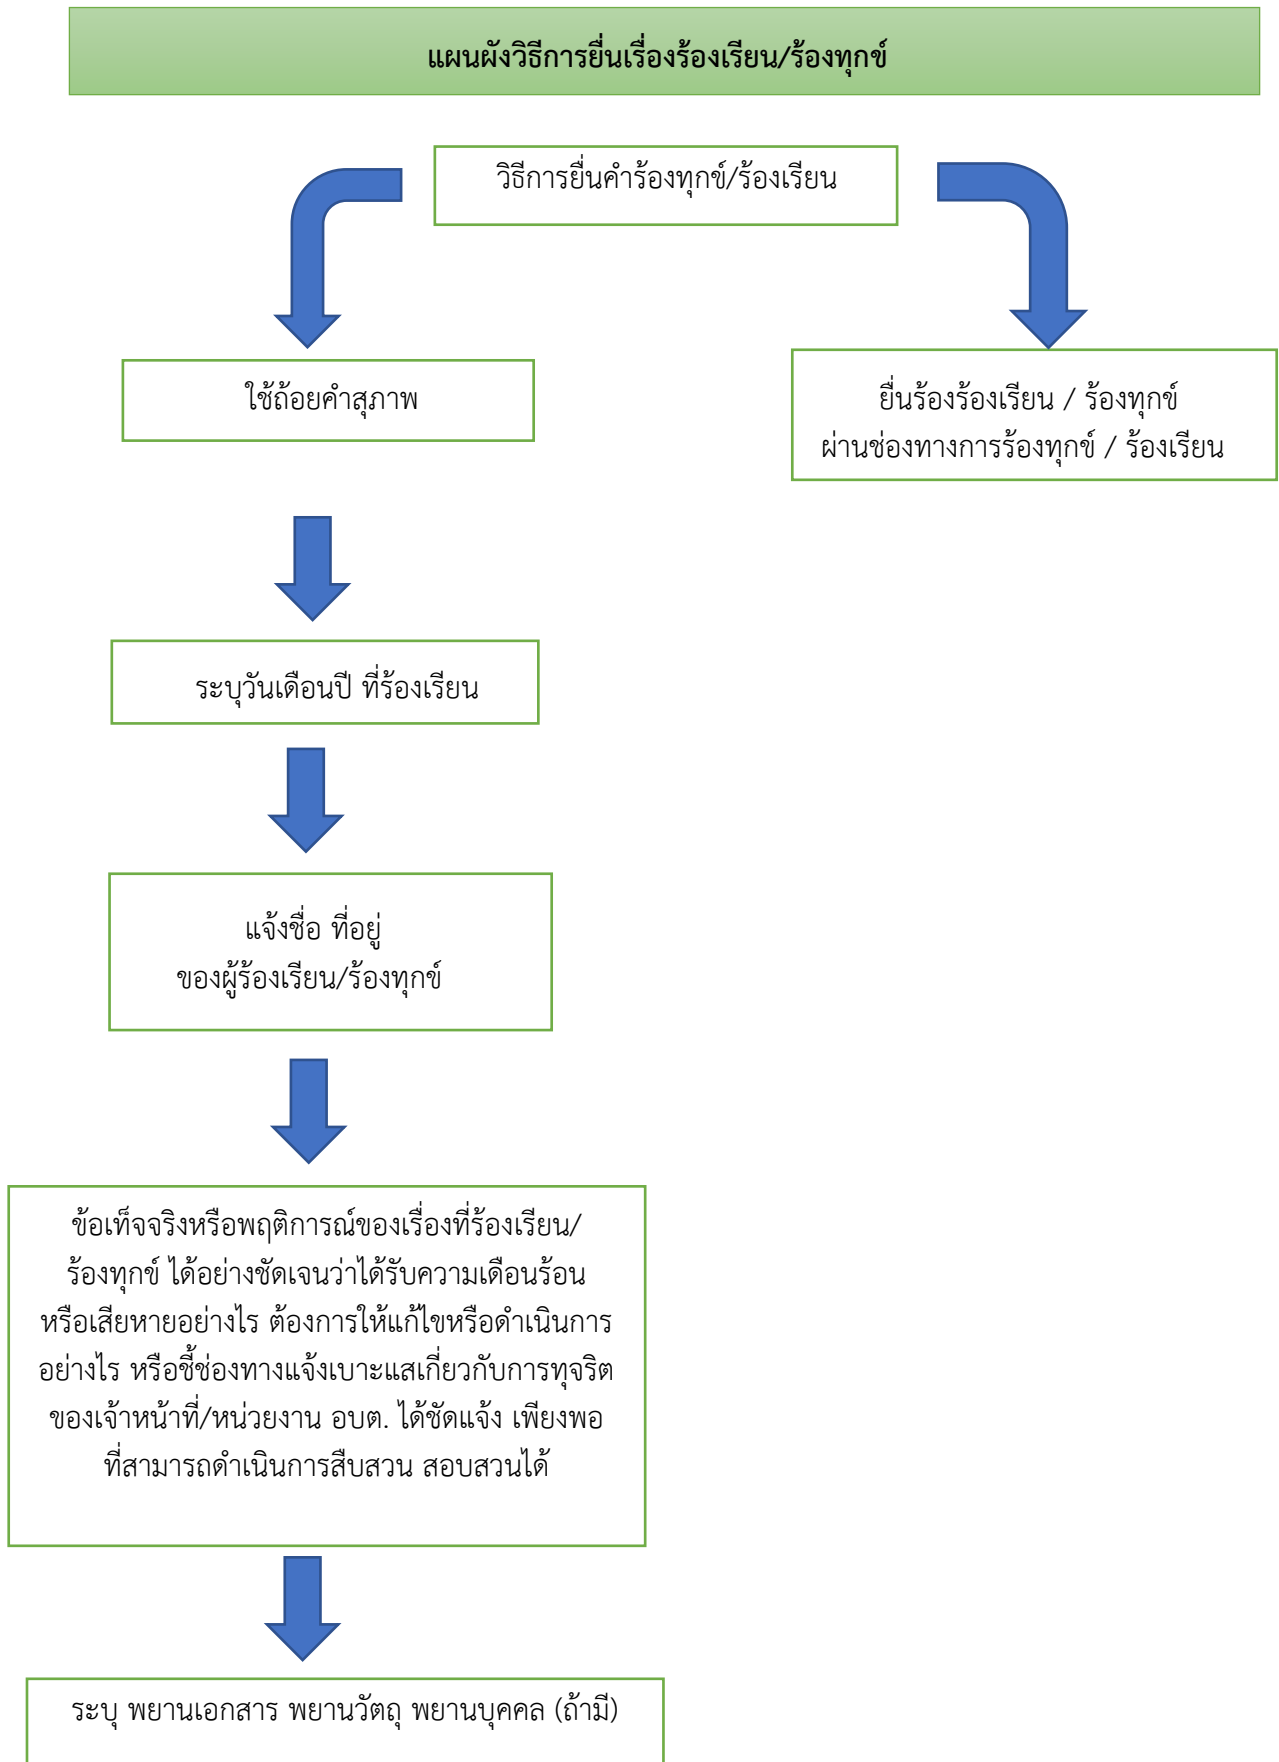 แผนผังวิธีการยื่นเรื่องร้องเรียน/ร้องทุกข์
วิธีการยื่นคำร้องทุกข์/ร้องเรียน
ใช้ถ้อยคำสุภาพ
ยื่นร้องร้องเรียน / ร้องทุกข์
ผ่านช่องทางการร้องทุกข์ / ร้องเรียน
ระบุวันเดือนปี ที่ร้องเรียน
แจ้งชื่อ ที่อยู่
ของผู้ร้องเรียน/ร้องทุกข์
ข้อเท็จจริงหรือพฤติการณ์ของเรื่องที่ร้องเรียน/
ร้องทุกข์ ได้อย่างชัดเจนว่าได้รับความเดือนร้อน
หรือเสียหายอย่างไร ต้องการให้แก้ไขหรือดำเนินการ
อย่างไร หรือชี้ช่องทางแจ้งเบาะแสเกี่ยวกับการทุจริต
ของเจ้าหน้าที่/หน่วยงาน อบต. ได้ชัดแจ้ง เพียงพอ
ที่สามารถดำเนินการสืบสวน สอบสวนได้
ระบุ พยานเอกสาร พยานวัตถุ พยานบุคคล (ถ้ามี)